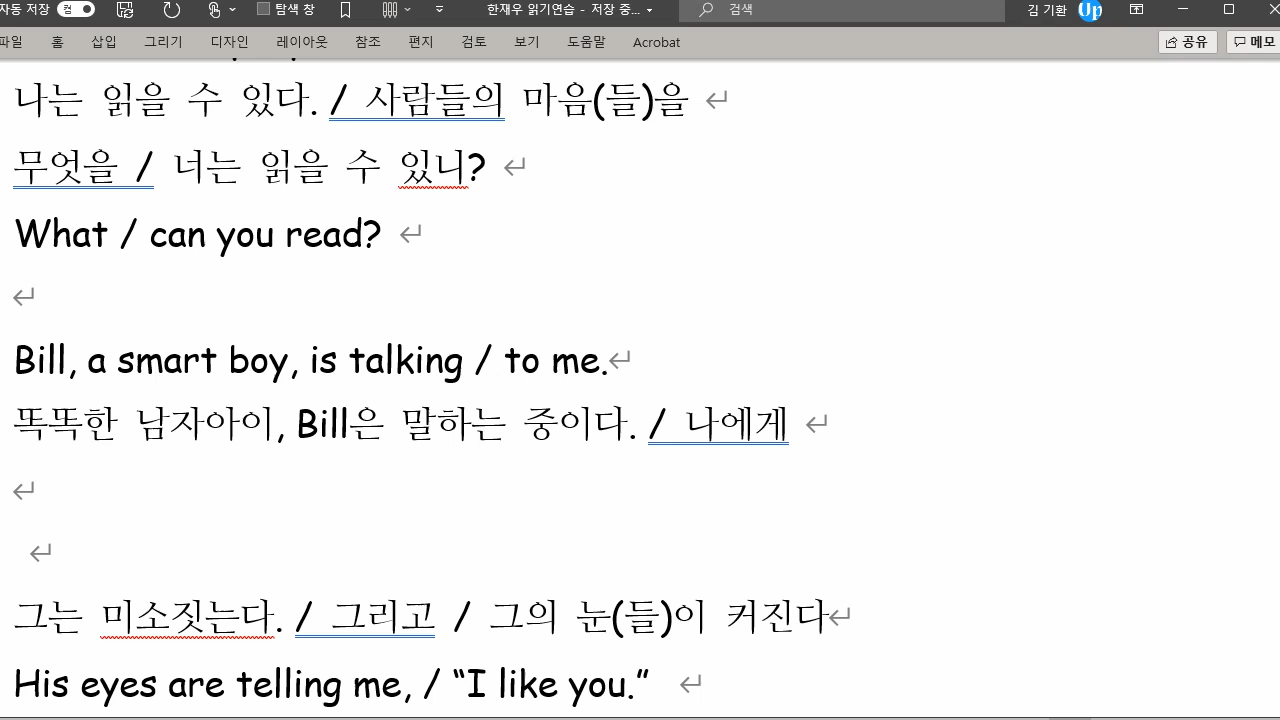 자동 저장 컴 탐색 창 한재우 읽기연습 - 저장 중... 검색 김 기환 Up
파일 홈 삽입 그리기 디자인 레이아웃 참조 편지 검토 보기 도움말 Acrobat 공유 메모
나는 읽을 수 있다. / 사람들의 마음(들)을
무엇을 / 너는 읽을 수 있니?
What / can you read?
Bill, a smart boy, is talking / to me.
똑똑한 남자아이, Bill은 말하는 중이다. / 나에게
그는 미소짓는다. / 그리고 / 그의 눈(들)이 커진다
His eyes are telling me, / “I like you.”